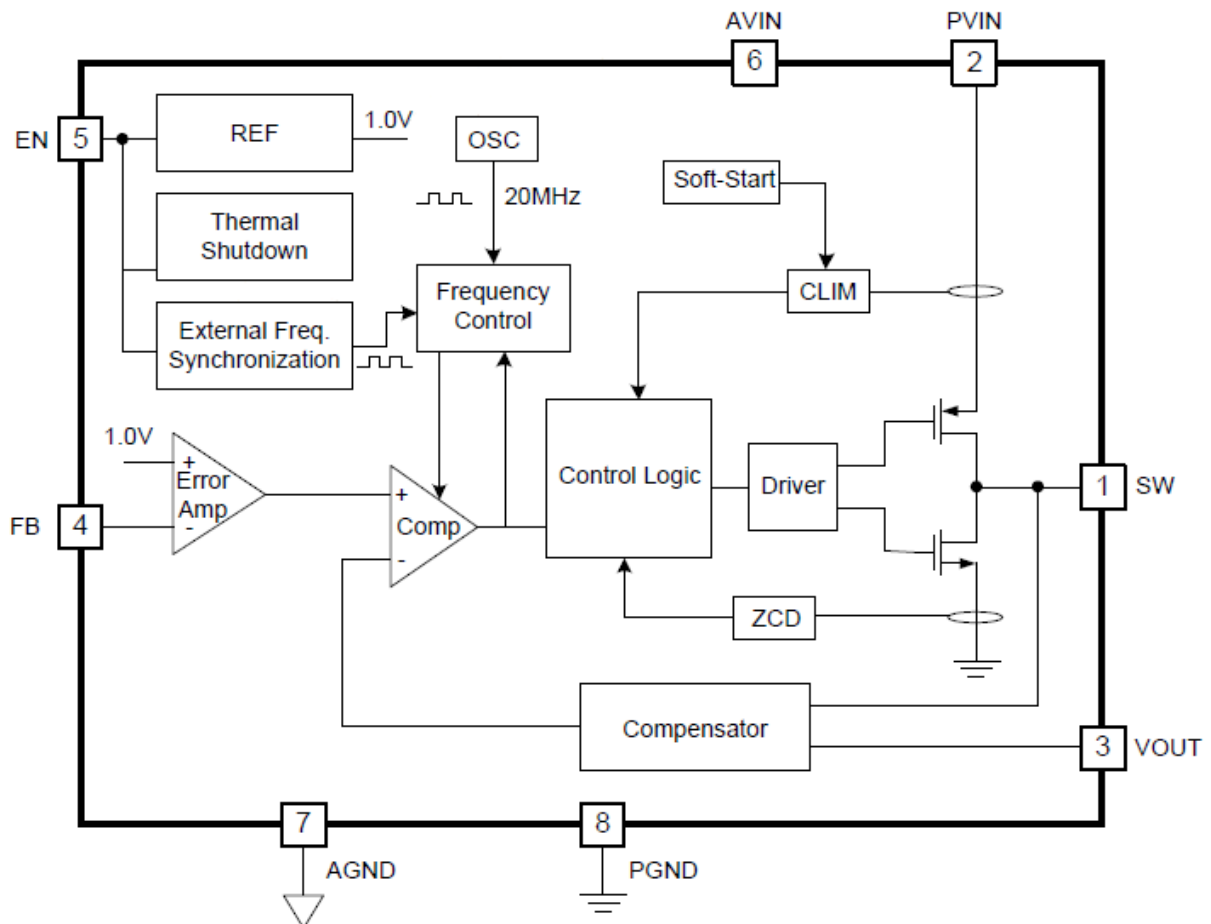 AVIN
PVIN
6
2
EN
5
REF
1.0V
OSC
20MHz
Soft-Start
Thermal
Shutdown
Frequency
Control
CLIM
External Freq.
Synchronization
1.0V
+
Error
Amp
-
FB
4
+
Comp
-
Control Logic
Driver
1
SW
ZCD
Compensator
3
VOUT
7
AGND
8
PGND